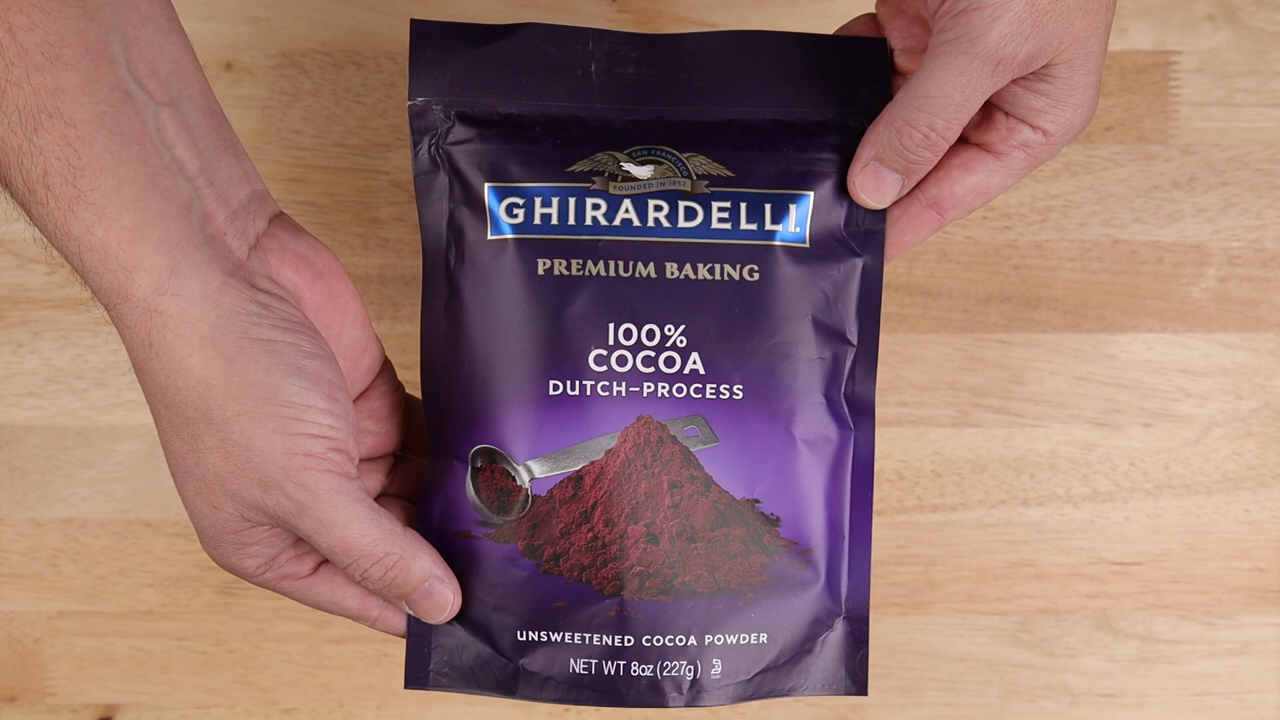 SAN FRANCISCO
FOUNDED IN 1852
GHIRARDELLI
PREMIUM BAKING
100%
COCOA
DUTCH-PROCESS
UNSWEETENED COCOA POWDER
NET WT 8oz (227g)